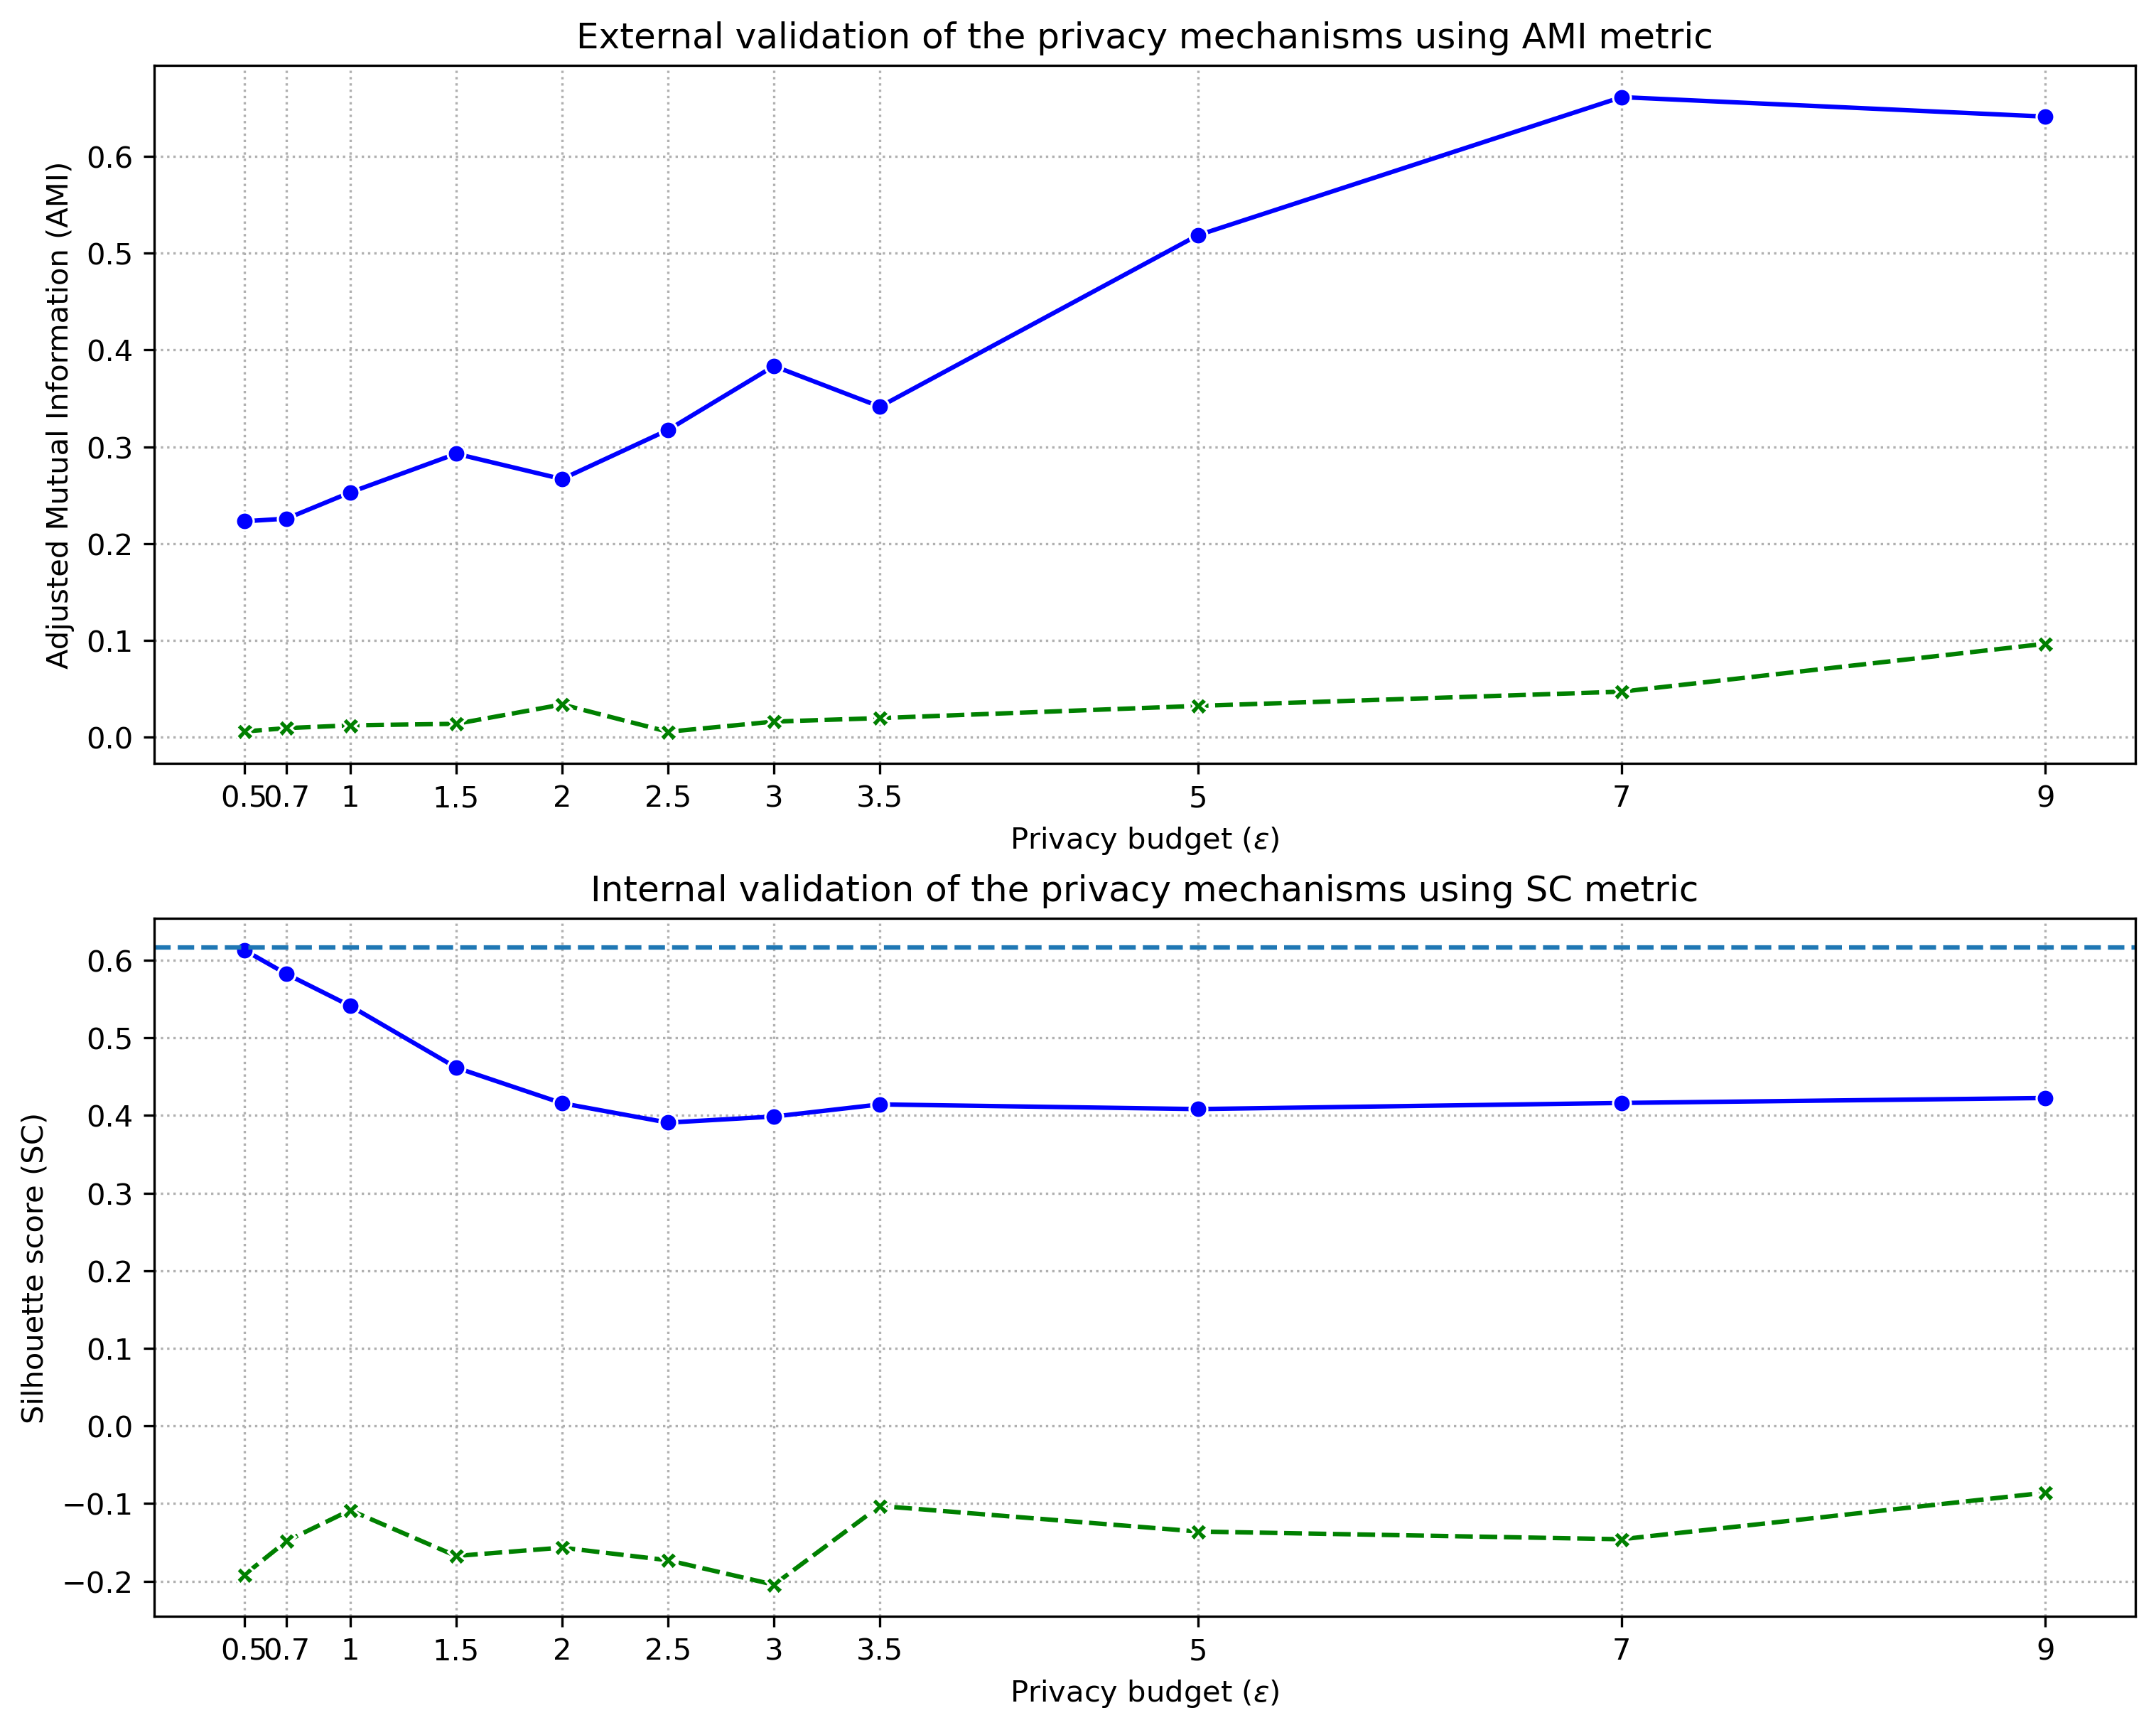 External validation of the privacy mechanisms using AMI metric
Adjusted Mutual Information (AMI)
0.6
0.5
0.4
0.3
0.2
0.1
0.0
0.5 0.7 1 1.5 2 2.5 3 3.5 5 7 9
Privacy budget (ε)
Internal validation of the privacy mechanisms using SC metric
Silhouette score (SC)
0.6
0.5
0.4
0.3
0.2
0.1
0.0
−0.1
−0.2
0.5 0.7 1 1.5 2 2.5 3 3.5 5 7 9
Privacy budget (ε)